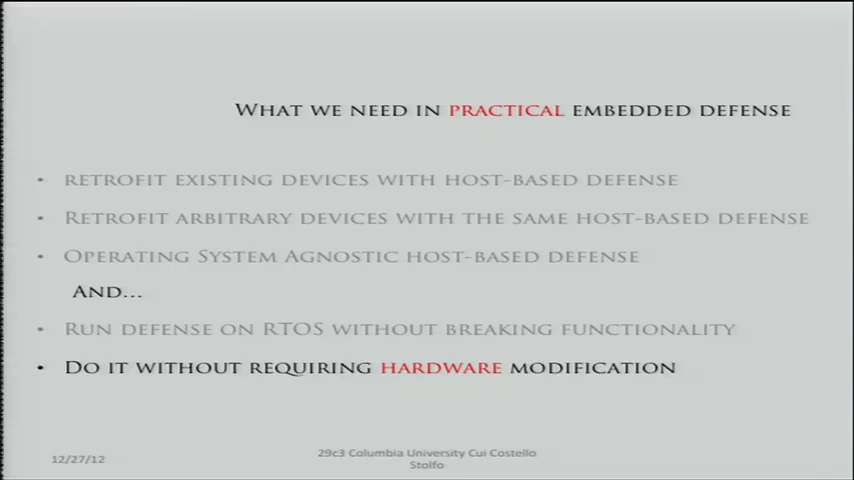 What we need in practical embedded defense
• retrofit existing devices with host-based defense
• Retrofit arbitrary devices with the same host-based defense
• Operating System Agnostic host-based defense
And...
• Run defense on RTOS without breaking functionality
• Do it without requiring hardware modification
12/27/12
29c3 Columbia University Cui Costello
Stolfo